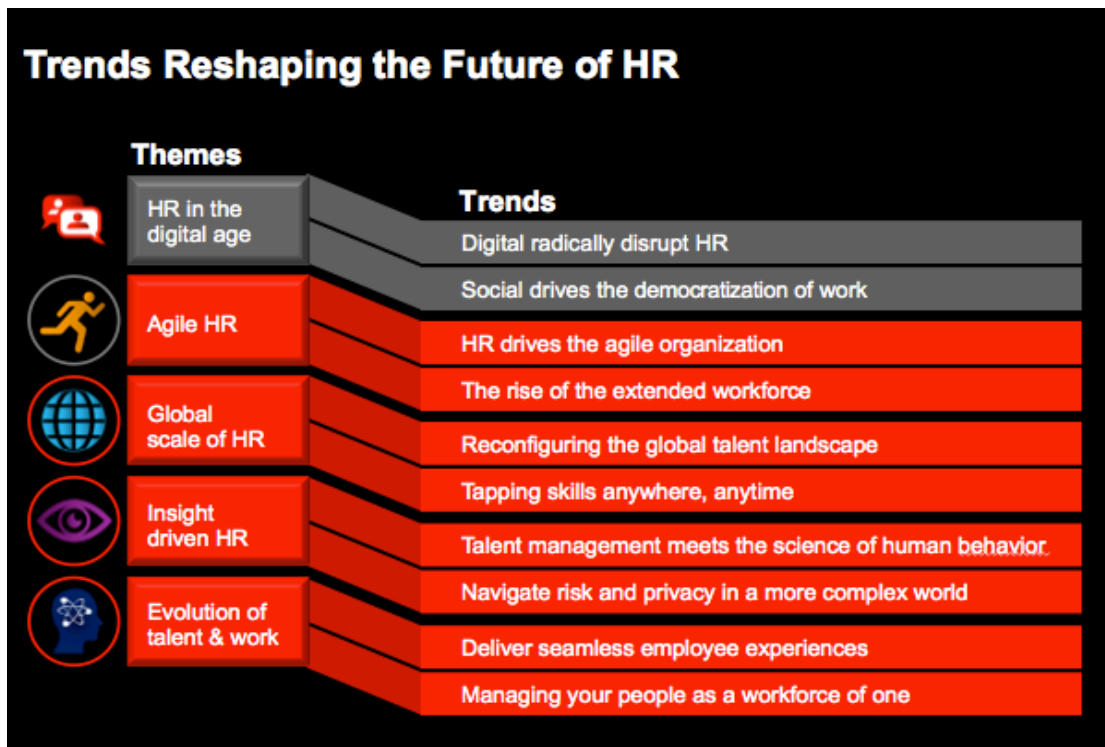 Trends Reshaping the Future of HR
Themes
HR in the
digital age
Agile HR
Global
scale of HR
Insight
driven HR
Evolution of
talent & work
Trends
Digital radically disrupt HR
Social drives the democratization of work
HR drives the agile organization
The rise of the extended workforce
Reconfiguring the global talent landscape
Tapping skills anywhere, anytime
Talent management meets the science of human behavior
Navigate risk and privacy in a more complex world
Deliver seamless employee experiences
Managing your people as a workforce of one